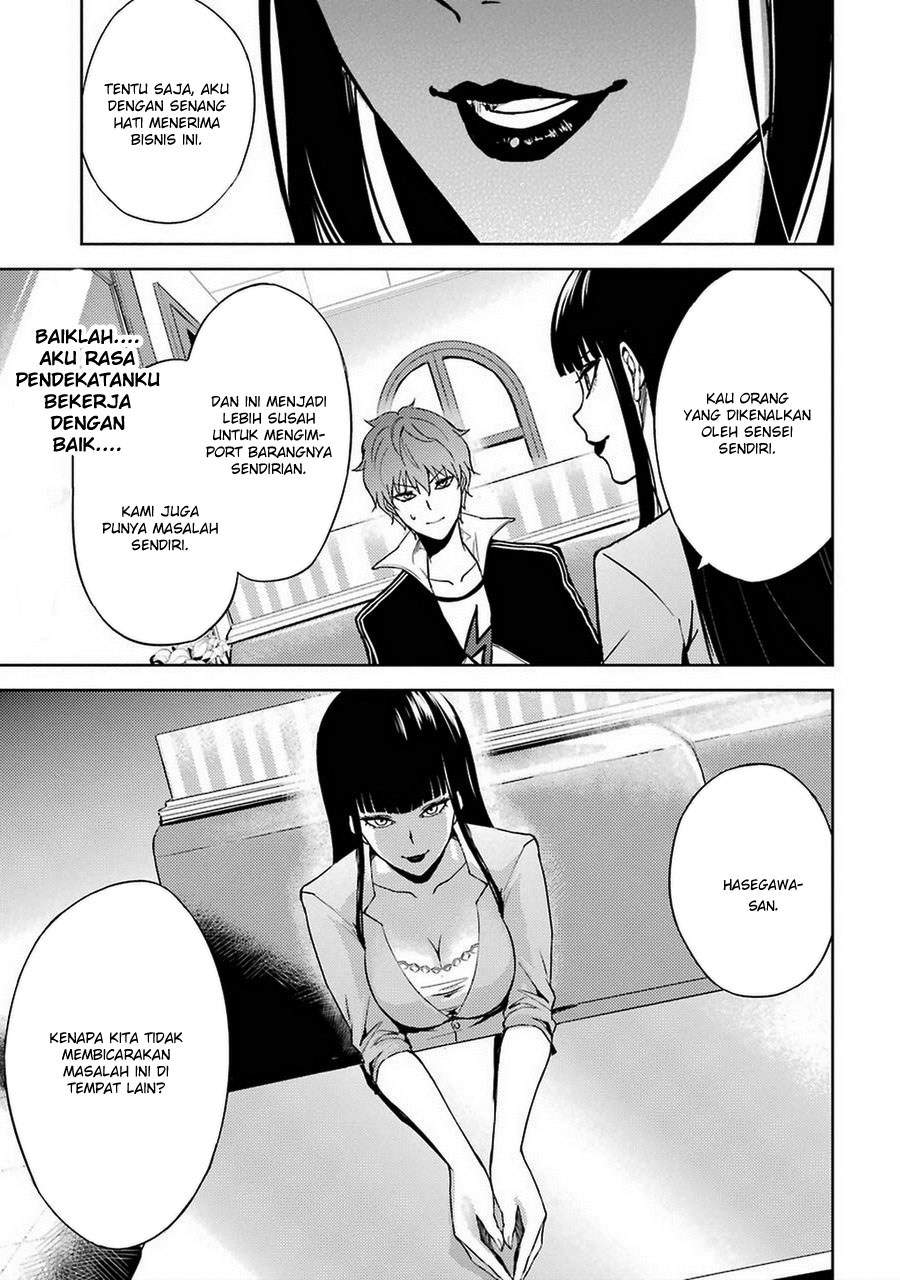 TENTU SAJA, AKU
DENGAN SENANG
HATI MENERIMA
BISNIS INI.
KAU ORANG
YANG DIKENALKAN
OLEH SENSEI
SENDIRI.
DAN INI MENJADI
LEBIH SUSAH
UNTUK MENGIM-
PORT BARANGNYA
SENDIRIAN.
KAMI JUGA
PUNYA MASALAH
SENDIRI.
BAIKLAH....
AKU RASA
PENDEKATANKU
BEKERJA
DENGAN
BAIK....
HASEGAWA-
SAN.
KENAPA KITA TIDAK
MEMBICARAKAN
MASALAH INI DI
TEMPAT LAIN?